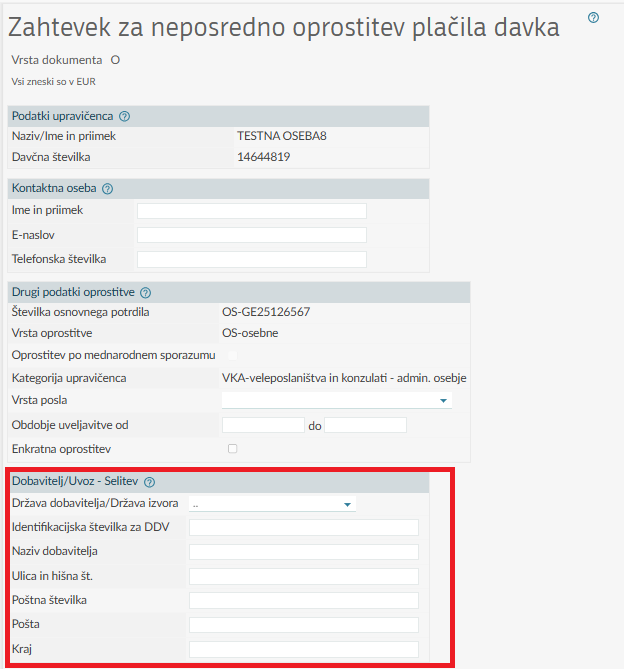 Zahtevek za neposredno oprostitev plačila davka ?
Vrsta dokumenta O
Vsi zneski so v EUR
Podatki upravičenca ?
Naziv/Ime in priimek TESTNA OSEBA8
Davčna številka 14644819
Kontaktna oseba ?
Ime in priimek
E-naslov
Telefonska številka
Drugi podatki oprostitve ?
Številka osnovnega potrdila OS-GE25126567
Vrsta oprostitve OS-osebne
Oprostitev po mednarodnem sporazumu
Kategorija upravičenca VKA-veleposlaništva in konzulati - admin. osebje
Vrsta posla
Obdobje uveljavitve od do
Enkratna oprostitev
Dobavitelj/Uvoz - Selitev ?
Država dobavitelja/Država izvora ..
Identifikacijska številka za DDV
Naziv dobavitelja
Ulica in hišna št.
Poštna številka
Pošta
Kraj